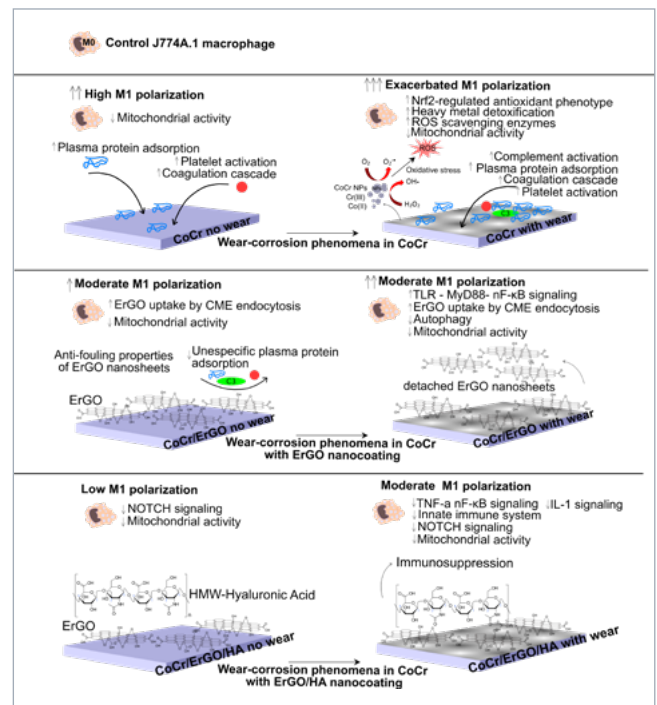 M0 Control J774A.1 macrophage
↑↑ High M1 polarization
↓Mitochondrial activity
↑Plasma protein adsorption
↑Platelet activation
↑Coagulation cascade
CoCr no wear
Wear-corrosion phenomena in CoCr
↑↑↑ Exacerbated M1 polarization
↑Nrf2-regulated antioxidant phenotype
↑Heavy metal detoxification
↑ROS scavenging enzymes
↓Mitochondrial activity
ROS
O₂ O₂•
Oxidative stress
CoCr NPs
Cr(III)
Co(II)
OH•
H₂O₂
↑Complement activation
↑Plasma protein adsorption
↑Coagulation cascade
↑Platelet activation
C3
CoCr with wear
↑Moderate M1 polarization
↑ErGO uptake by CME endocytosis
↓Mitochondrial activity
Anti-fouling properties
of ErGO nanosheets
↓Unespecific plasma protein
adsorption
C3
ErGO
CoCr/ErGO no wear
Wear-corrosion phenomena in CoCr
with ErGO nanocoating
↑↑ Moderate M1 polarization
↑TLR - MyD88- nF-κB signaling
↑ErGO uptake by CME endocytosis
↓Autophagy
↓Mitochondrial activity
detached ErGO nanosheets
CoCr/ErGO with wear
Low M1 polarization
↓NOTCH signaling
↓Mitochondrial activity
HMW-Hyaluronic Acid
ErGO
CoCr/ErGO/HA no wear
Wear-corrosion phenomena in CoCr
with ErGO/HA nanocoating
Moderate M1 polarization
↓TNF-a nF-κB signaling ↓IL-1 signaling
↓Innate immune system
↓NOTCH signaling
↓Mitochondrial activity
Immunosuppression
CoCr/ErGO/HA with wear